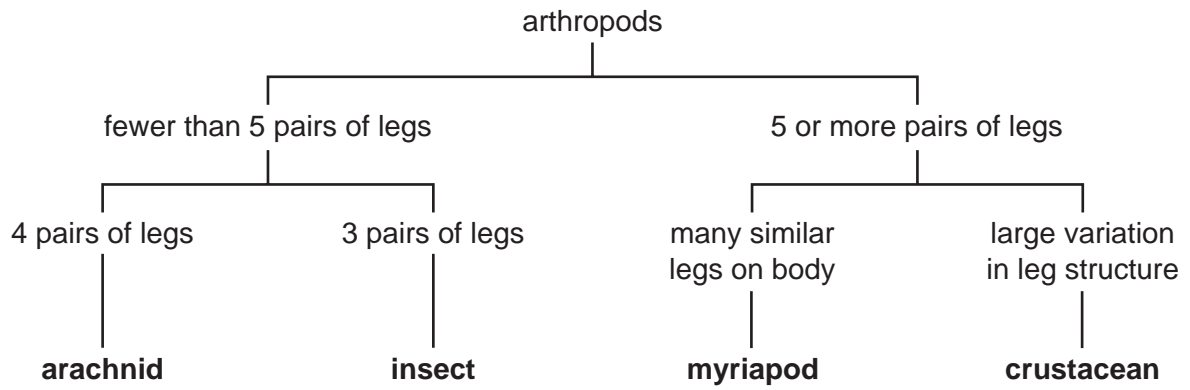 arthropods
fewer than 5 pairs of legs
5 or more pairs of legs
4 pairs of legs
3 pairs of legs
many similar
legs on body
large variation
in leg structure
arachnid
insect
myriapod
crustacean